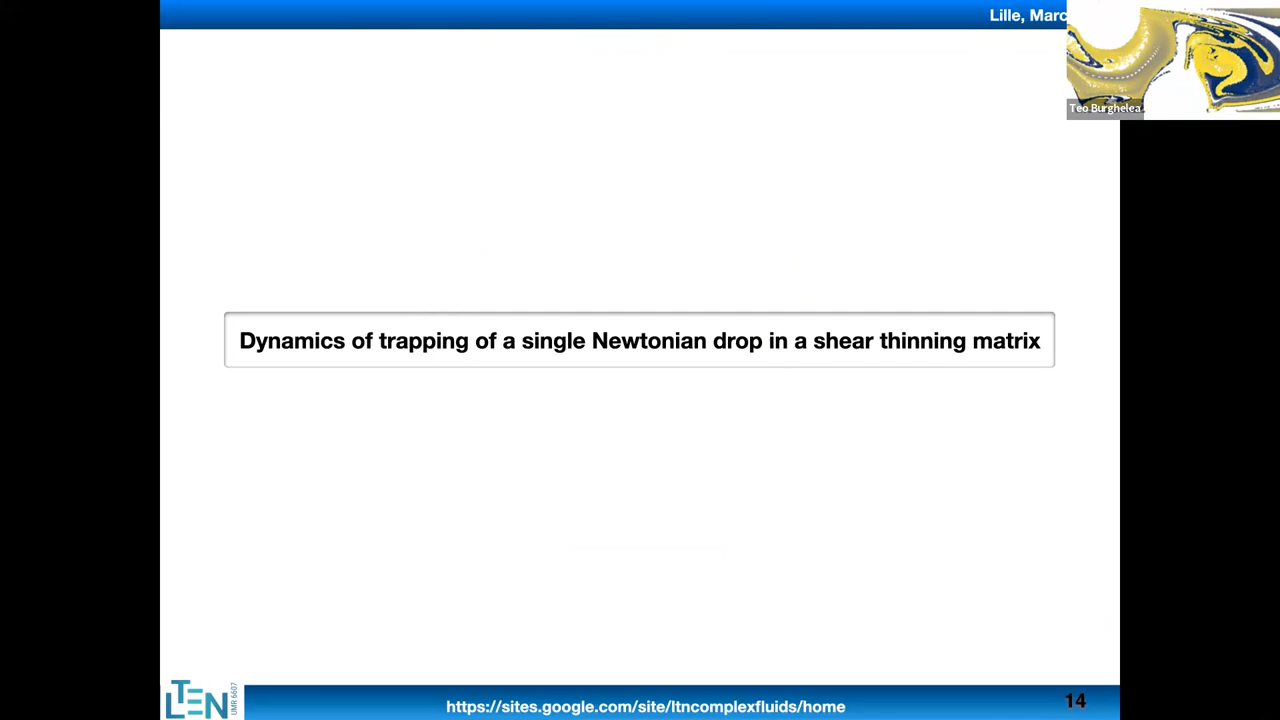 Lille, Marc
Teo Burghelea
Dynamics of trapping of a single Newtonian drop in a shear thinning matrix
LTEN
UMR 6607
https://sites.google.com/site/ltncomplexfluids/home
14